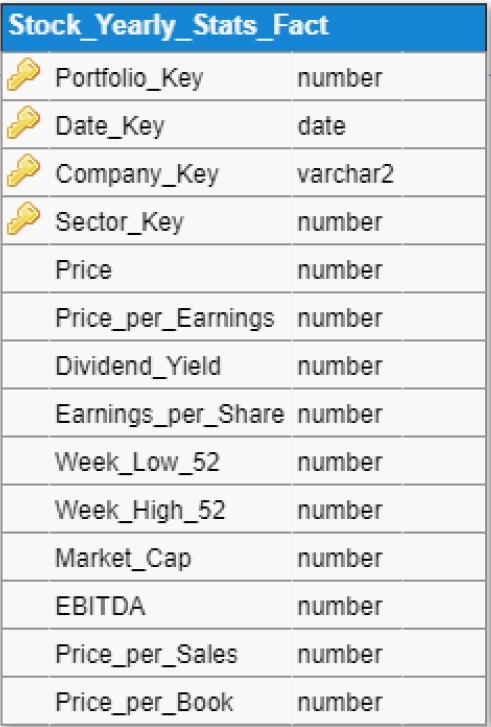 Stock_Yearly_Stats_Fact
Portfolio_Key number
Date_Key date
Company_Key varchar2
Sector_Key number
Price number
Price_per_Earnings number
Dividend_Yield number
Earnings_per_Share number
Week_Low_52 number
Week_High_52 number
Market_Cap number
EBITDA number
Price_per_Sales number
Price_per_Book number